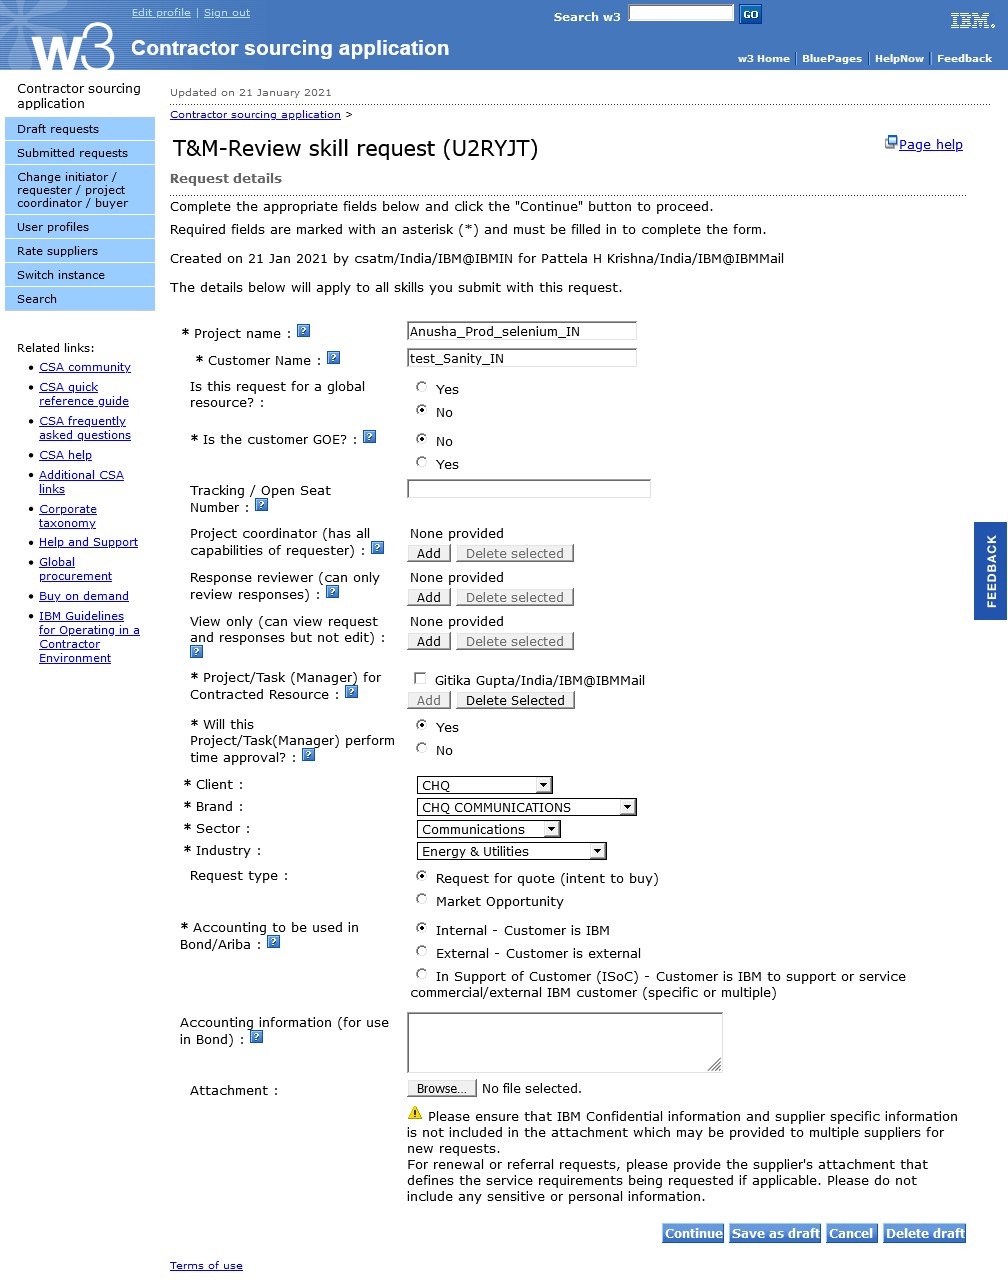 Edit profile | Sign out
Search w3
GO
IBM.
w3
Contractor sourcing application
w3 Home | BluePages | HelpNow | Feedback
Contractor sourcing
application
Draft requests
Submitted requests
Change initiator /
requester / project
coordinator / buyer
User profiles
Rate suppliers
Switch instance
Search
Related links:
CSA community
CSA quick
reference guide
CSA frequently
asked questions
CSA help
Additional CSA
links
Corporate
taxonomy
Help and Support
Global
procurement
Buy on demand
IBM Guidelines
for Operating in a
Contractor
Environment
Updated on 21 January 2021
Contractor sourcing application >
T&M-Review skill request (U2RYJT)
Page help
Request details
Complete the appropriate fields below and click the "Continue" button to proceed.
Required fields are marked with an asterisk (*) and must be filled in to complete the form.
Created on 21 Jan 2021 by csatm/India/IBM@IBMIN for Pattela H Krishna/India/IBM@IBMMail
The details below will apply to all skills you submit with this request.
* Project name : ? Anusha_Prod_selenium_IN
* Customer Name : ? test_Sanity_IN
Is this request for a global
resource? :
Yes
No
* Is the customer GOE? : ?
No
Yes
Tracking / Open Seat
Number : ?
Project coordinator (has all
capabilities of requester) : ?
None provided
Add Delete selected
Response reviewer (can only
review responses) : ?
None provided
Add Delete selected
View only (can view request
and responses but not edit) :
?
None provided
Add Delete selected
* Project/Task (Manager) for
Contracted Resource : ?
Gitika Gupta/India/IBM@IBMMail
Add Delete Selected
* Will this
Project/Task(Manager) perform
time approval? : ?
Yes
No
* Client : CHQ
* Brand : CHQ COMMUNICATIONS
* Sector : Communications
* Industry : Energy & Utilities
Request type :
Request for quote (intent to buy)
Market Opportunity
* Accounting to be used in
Bond/Ariba : ?
Internal - Customer is IBM
External - Customer is external
In Support of Customer (ISoC) - Customer is IBM to support or service
commercial/external IBM customer (specific or multiple)
Accounting information (for use
in Bond) : ?
Attachment :
Browse... No file selected.
Please ensure that IBM Confidential information and supplier specific information
is not included in the attachment which may be provided to multiple suppliers for
new requests.
For renewal or referral requests, please provide the supplier's attachment that
defines the service requirements being requested if applicable. Please do not
include any sensitive or personal information.
Continue Save as draft Cancel Delete draft
Terms of use
FEEDBACK